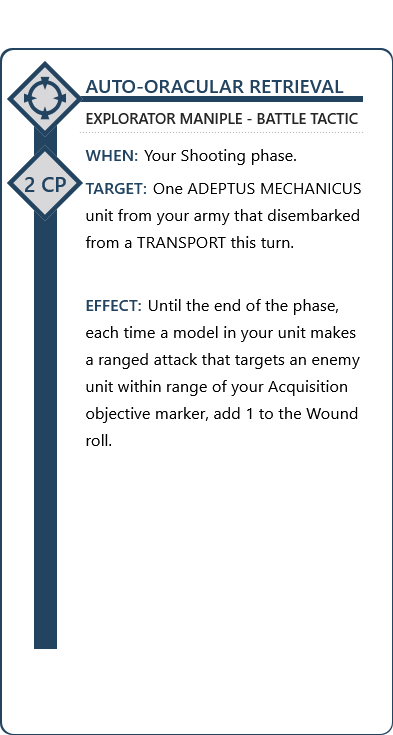 AUTO-ORACULAR RETRIEVAL
EXPLORATOR MANIPLE - BATTLE TACTIC
2 CP
WHEN: Your Shooting phase.
TARGET: One ADEPTUS MECHANICUS
unit from your army that disembarked
from a TRANSPORT this turn.
EFFECT: Until the end of the phase,
each time a model in your unit makes
a ranged attack that targets an enemy
unit within range of your Acquisition
objective marker, add 1 to the Wound
roll.